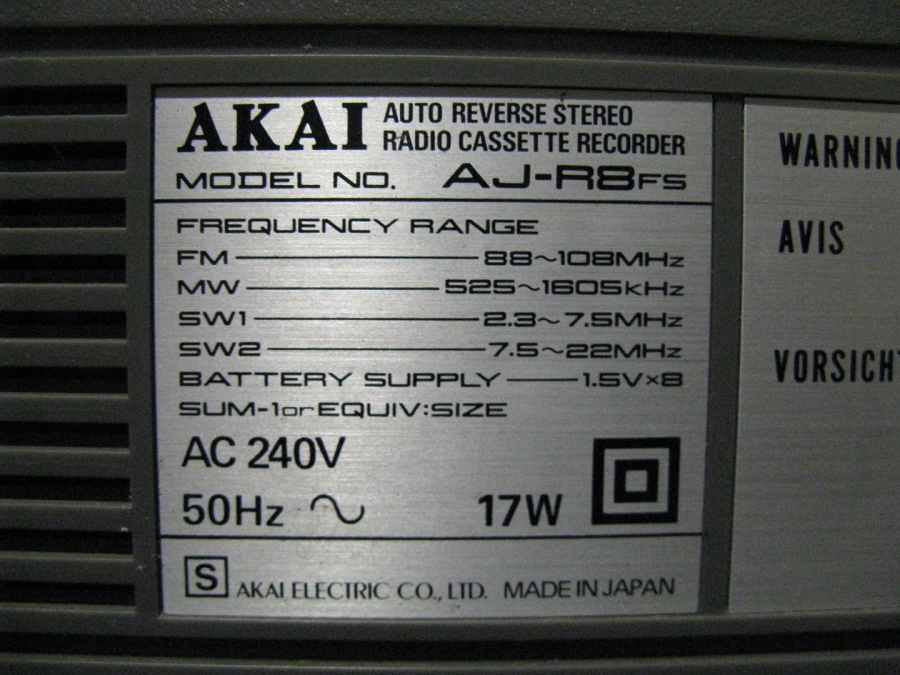 AKAI AUTO REVERSE STEREO
RADIO CASSETTE RECORDER
MODEL NO. AJ-R8FS
FREQUENCY RANGE
FM 88~108MHz
MW 525~1605kHz
SW1 2.3~7.5MHz
SW2 7.5~22MHz
BATTERY SUPPLY 1.5V×8
SUM-1or EQUIV:SIZE
AC 240V
50Hz ~ 17W
S AKAI ELECTRIC CO., LTD. MADE IN JAPAN
WARNING
AVIS
VORSICHT